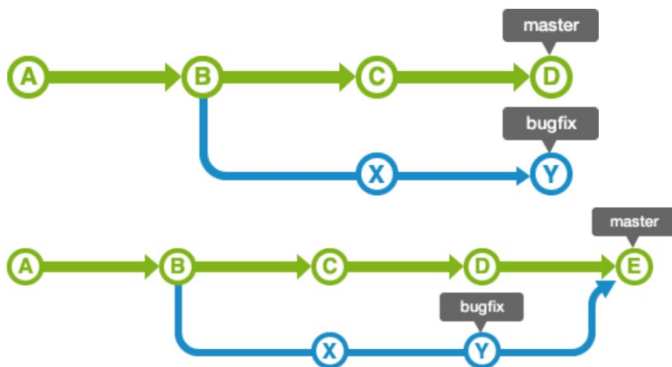 master
A B C D
bugfix
X Y
master
A B C D E
bugfix
X Y